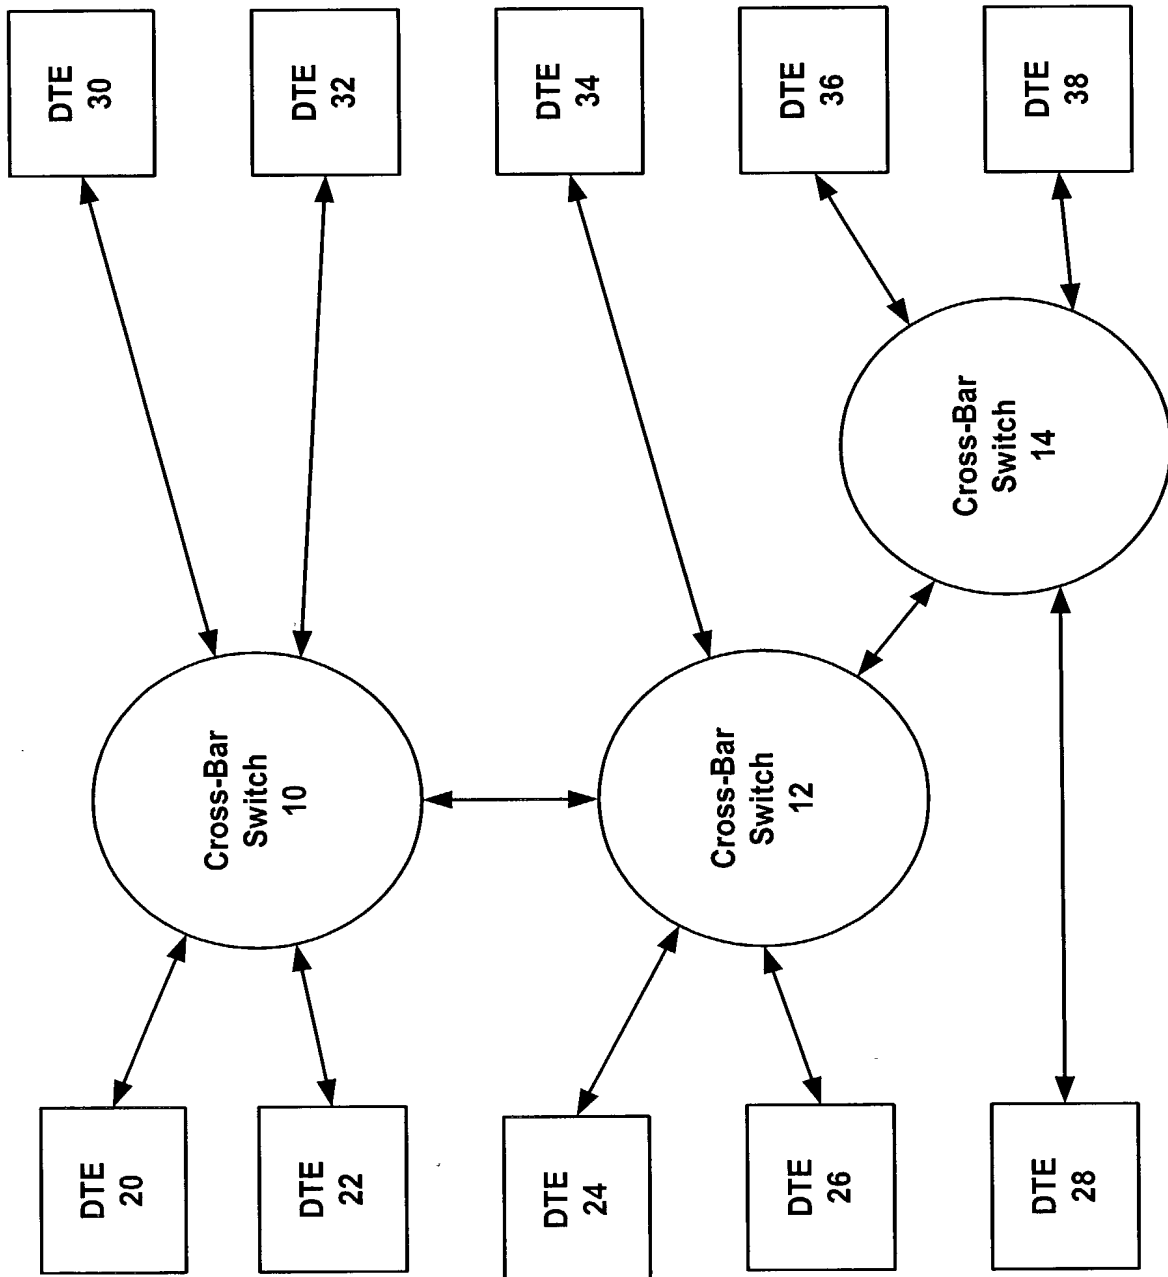 DTE
30
DTE
32
DTE
34
DTE
36
DTE
38
Cross-Bar
Switch
10
Cross-Bar
Switch
12
Cross-Bar
Switch
14
DTE
20
DTE
22
DTE
24
DTE
26
DTE
28